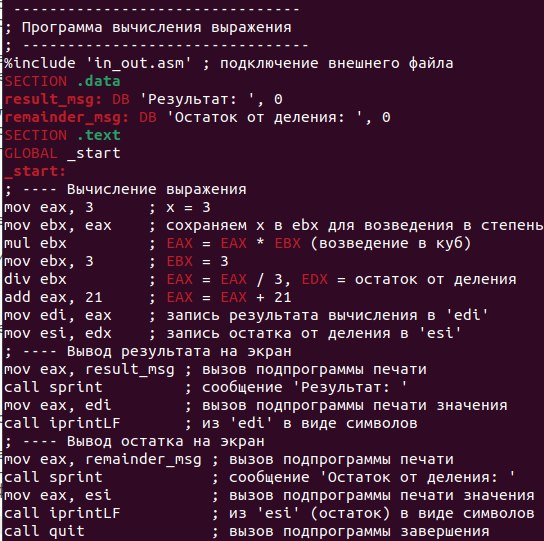 --------------------------------
; Программа вычисления выражения
; --------------------------------
%include 'in_out.asm' ; подключение внешнего файла
SECTION .data
result_msg: DB 'Результат: ', 0
remainder_msg: DB 'Остаток от деления: ', 0
SECTION .text
GLOBAL _start
_start:
; ---- Вычисление выражения
mov eax, 3      ; x = 3
mov ebx, eax    ; сохраняем x в ebx для возведения в степень
mul ebx         ; EAX = EAX * EBX (возведение в куб)
mov ebx, 3      ; EBX = 3
div ebx         ; EAX = EAX / 3, EDX = остаток от деления
add eax, 21     ; EAX = EAX + 21
mov edi, eax    ; запись результата вычисления в 'edi'
mov esi, edx    ; запись остатка от деления в 'esi'
; ---- Вывод результата на экран
mov eax, result_msg ; вызов подпрограммы печати
call sprint         ; сообщение 'Результат: '
mov eax, edi        ; вызов подпрограммы печати значения
call iprintLF       ; из 'edi' в виде символов
; ---- Вывод остатка на экран
mov eax, remainder_msg ; вызов подпрограммы печати
call sprint            ; сообщение 'Остаток от деления: '
mov eax, esi           ; вызов подпрограммы печати значения
call iprintLF          ; из 'esi' (остаток) в виде символов
call quit              ; вызов подпрограммы завершения